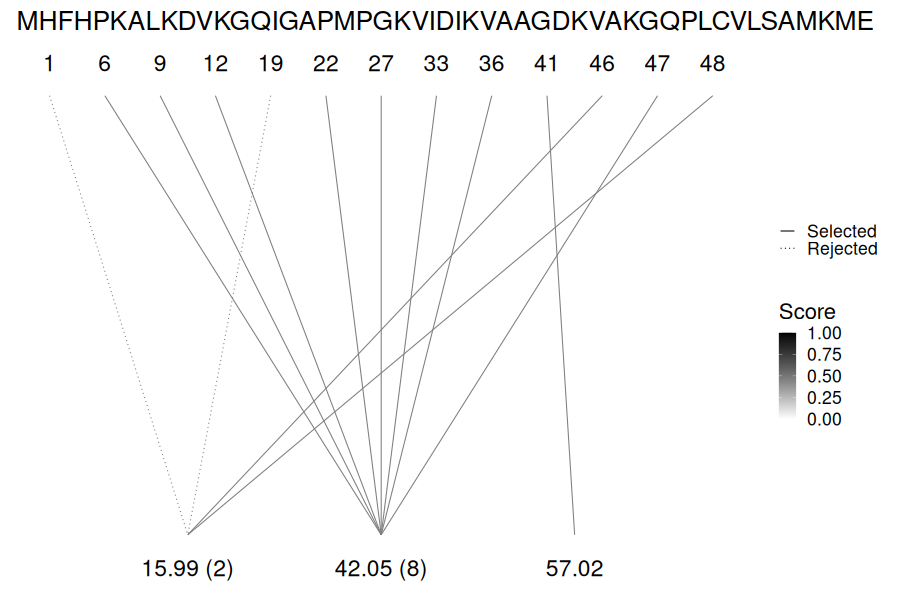 MHFHPKALKDVKGQIGAPMPGKVIDIKVAAGDKVAKGQPLCVLSAMKME
1 6 9 12 19 22 27 33 36 41 46 47 48
Selected
Rejected
Score
1.00
0.75
0.50
0.25
0.00
15.99 (2) 42.05 (8) 57.02